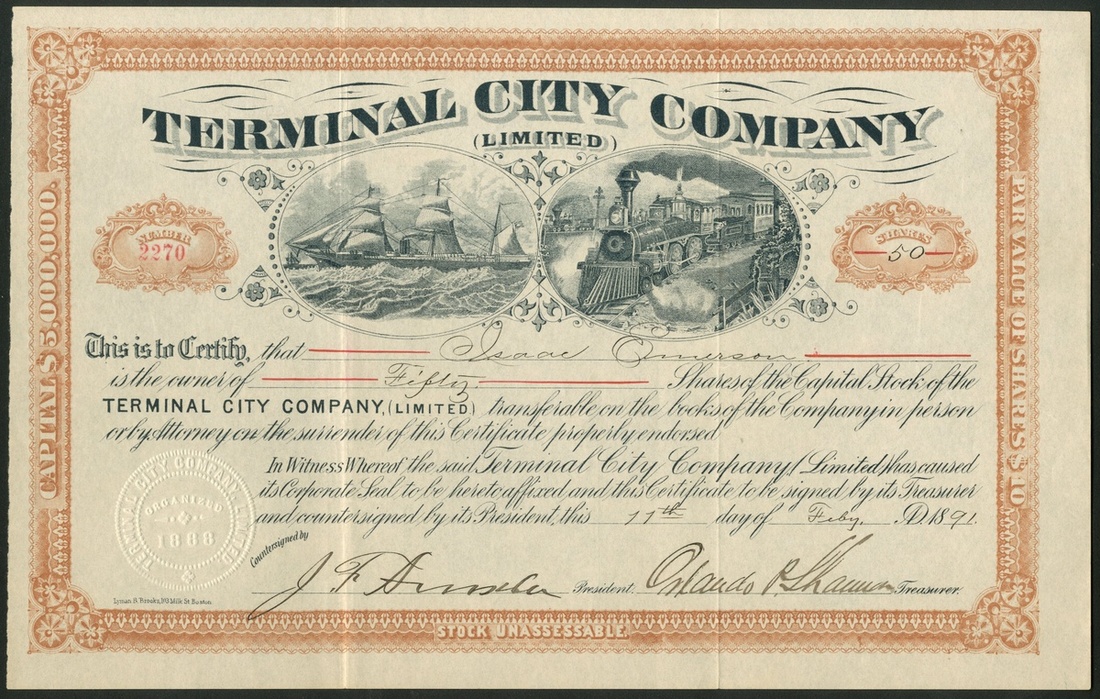 TERMINAL CITY COMPANY
(LIMITED)
NUMBER
2270
SHARES
50
CAPITAL $ 5,000,000.
PAR VALUE OF SHARES $ 10
This is to Certify, that Isaac Emerson
is the owner of Fifty Shares of the Capital Stock of the
TERMINAL CITY COMPANY, (LIMITED) transferable on the books of the Company in person
or by Attorney on the surrender of this Certificate properly endorsed
In Witness Whereof the said Terminal City Company, (Limited) has caused
its Corporate Seal to be hereto affixed and this Certificate to be signed by its Treasurer
and countersigned by its President, this 11th day of Feby. A.D. 1891.
TERMINAL CITY COMPANY, LIMITED.
ORGANIZED
1888
Countersigned by
J. F. President. Orlando P. Shannon Treasurer.
Lyman S. Brooks, 243 Milk St. Boston.
STOCK UNASSESSABLE.